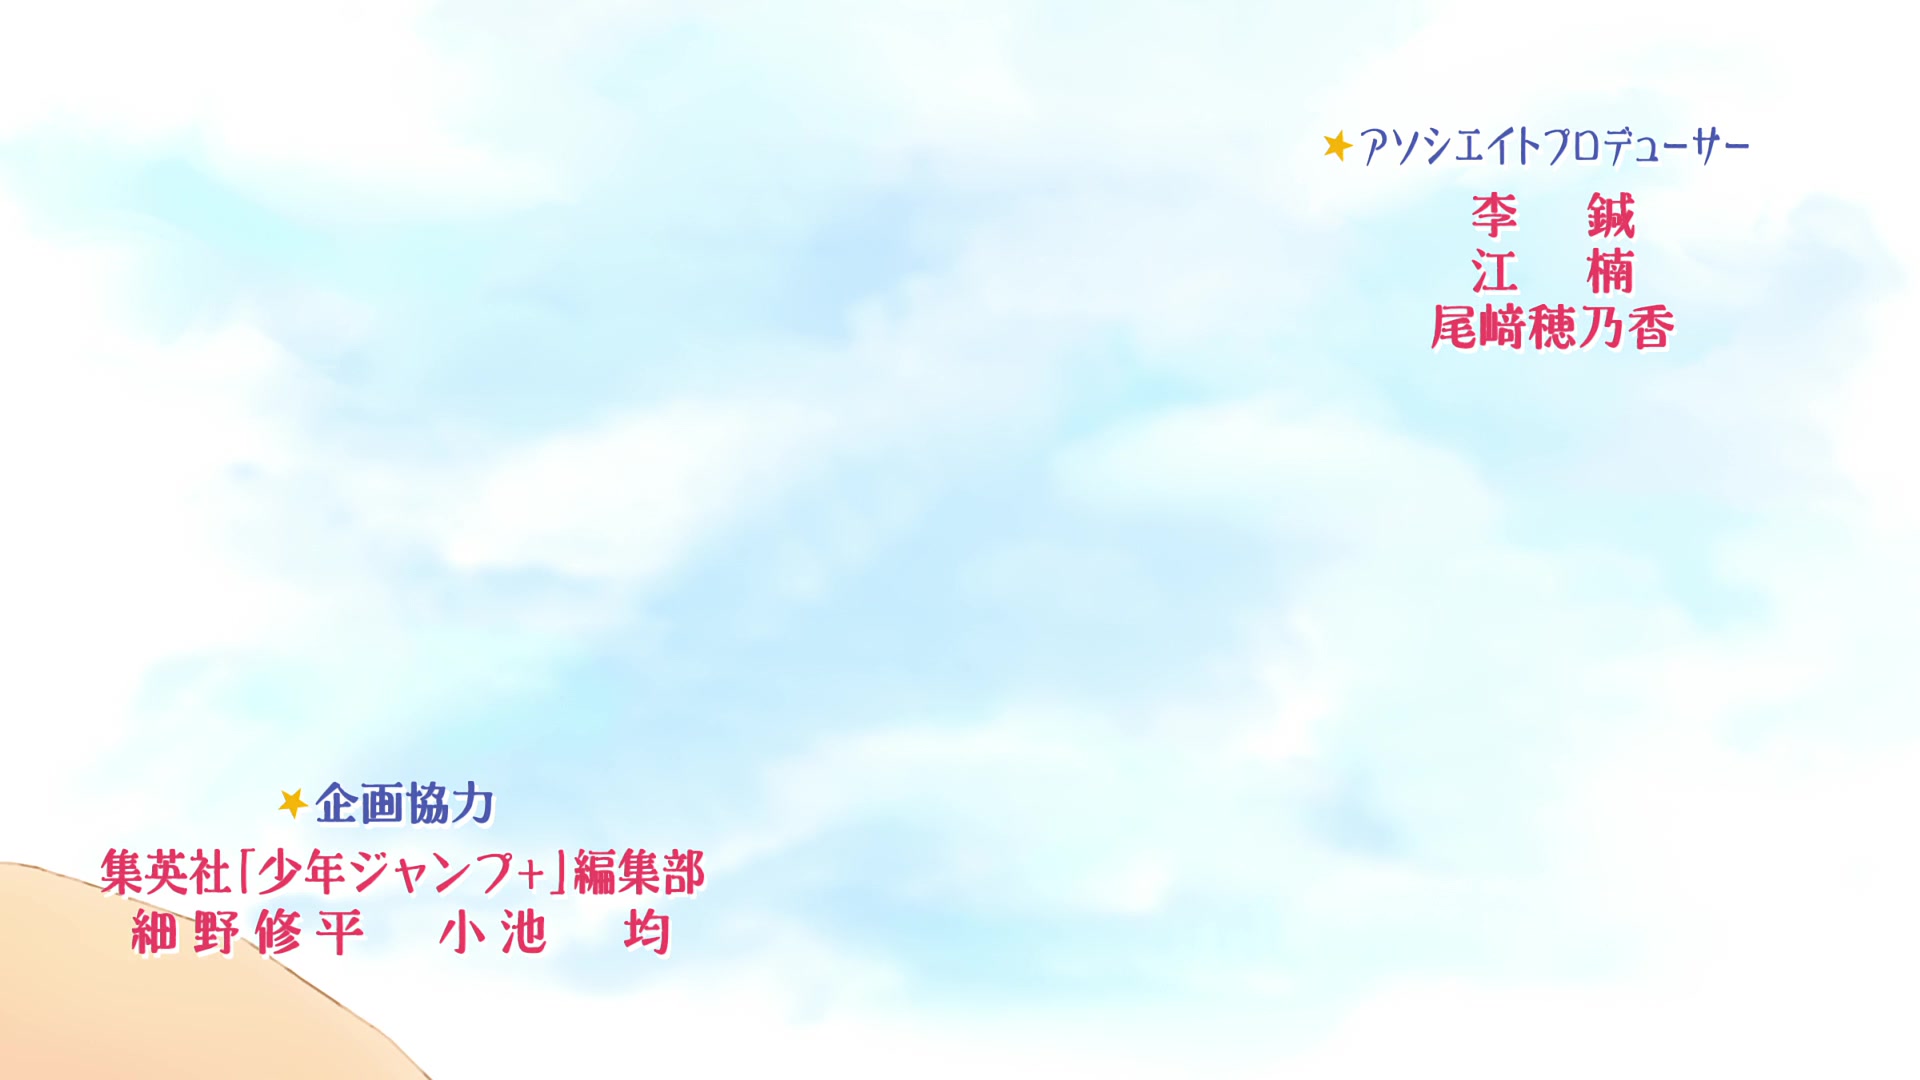 ★アソシエイトプロデューサー
李　鍼
江　楠
尾﨑穂乃香
★企画協力
集英社「少年ジャンプ+」編集部
細野修平　小池　均